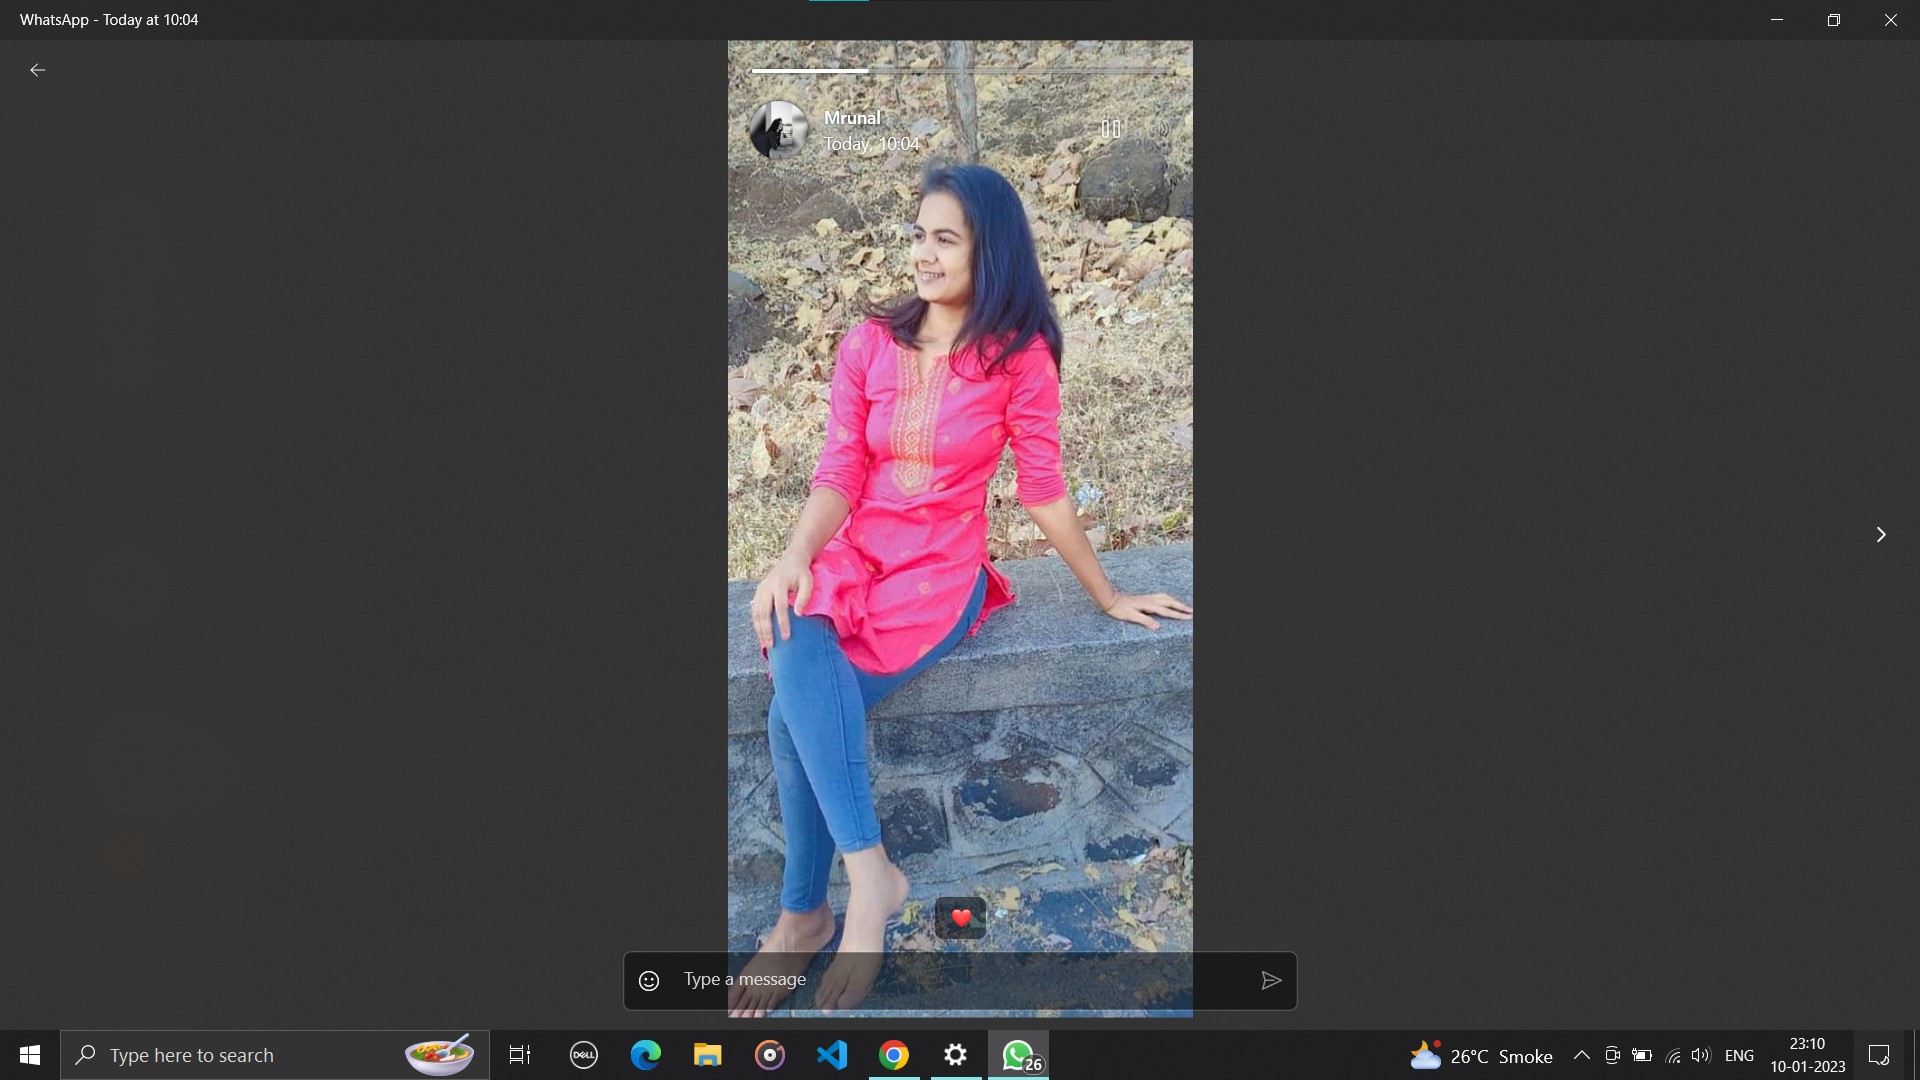 WhatsApp - Today at 10:04
Mrunal
Today, 10:04
Type a message
Type here to search
DELL
26
26°C Smoke
ENG
23:10
10-01-2023